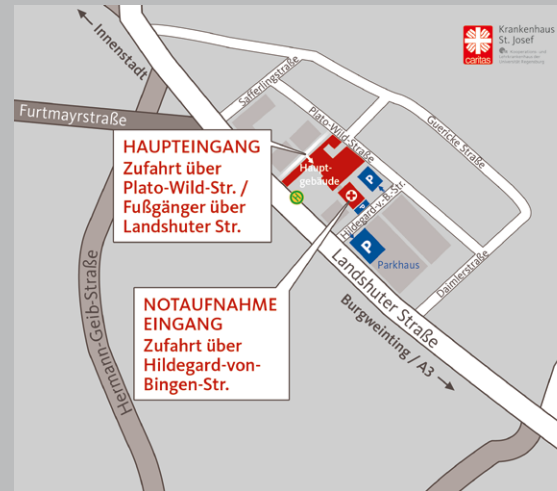 Innenstadt
Krankenhaus
St. Josef
caritas
Furtmayrstraße
Safferlingstraße
Plato-Wild-Straße
Guericke Straße
HAUPTEINGANG
Zufahrt über
Plato-Wild-Str. /
Fußgänger über
Landshuter Str.
Haupt-
gebäude
P
Hildegard-v.-B. Str.
P
Parkhaus
Daimlerstraße
Landshuter Straße
Burgweinting / A3
Hermann-Geib-Straße
NOTAUFNAHME
EINGANG
Zufahrt über
Hildegard-von-
Bingen-Str.